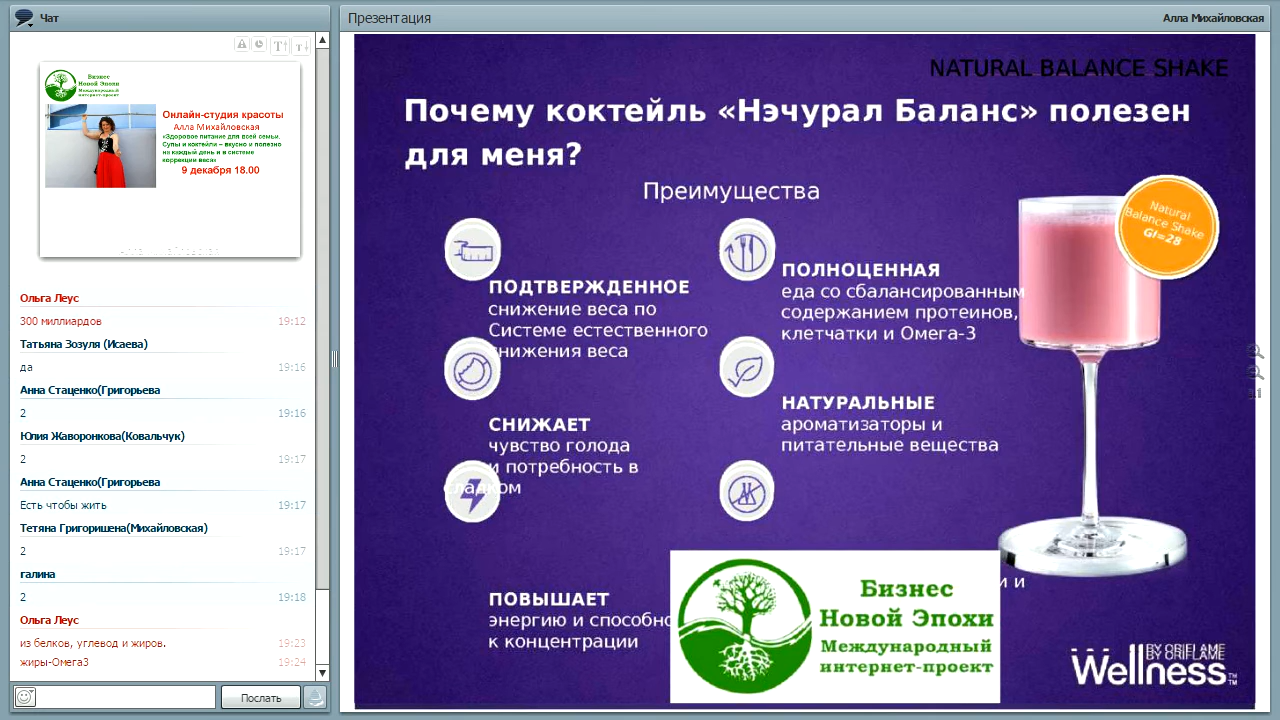 Чат
Бизнес
Новой Эпохи
Международный
интернет-проект
Онлайн-студия красоты
Алла Михайловская
«Здоровое питание для всей семьи.
Супы и коктейли – вкусно и полезно
на каждый день и в системе
коррекции веса»
9 декабря 18.00
Ольга Леус
300 миллиардов 19:12
Татьяна Зозуля (Исаева)
да 19:16
Анна Стаценко(Григорьева
2 19:16
Юлия Жаворонкова(Ковальчук)
2 19:17
Анна Стаценко(Григорьева
Есть чтобы жить 19:17
Тетяна Григоришена(Михайловская)
2 19:17
галина
2 19:18
Ольга Леус
из белков, углевод и жиров. 19:23
жиры-Омега3 19:24
Послать
Презентация
Алла Михайловская
NATURAL BALANCE SHAKE
Почему коктейль «Нэчурал Баланс» полезен
для меня?
Преимущества
ПОДТВЕРЖДЕННОЕ
снижение веса по
Системе естественного
снижения веса
СНИЖАЕТ
чувство голода
и потребность в
сладком
ПОВЫШАЕТ
энергию и способно
к концентрации
ПОЛНОЦЕННАЯ
еда со сбалансированным
содержанием протеинов,
клетчатки и Омега-3
НАТУРАЛЬНЫЕ
ароматизаторы и
питательные вещества
и и
Natural
Balance Shake
GI=28
Бизнес
Новой Эпохи
Международный
интернет-проект
BY ORIFLAME
Wellness™